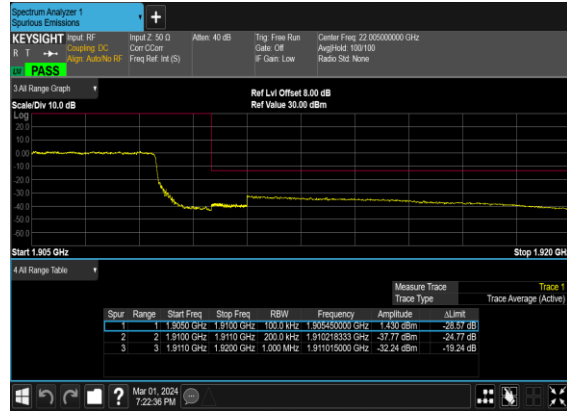 Spectrum Analyzer 1
Spurious Emissions
KEYSIGHT Input: RF Input Z: 50 Ω Atten: 40 dB Trig: Free Run Center Freq: 22.005000000 GHz
R T Coupling: DC Corr CCorr Gate: Off Avg|Hold: 100/100
Align: Auto/No RF Freq Ref: Int (S) IF Gain: Low Radio Std: None
PASS
3 All Range Graph
Ref Lvl Offset 8.00 dB
Scale/Div 10.0 dB Ref Value 30.00 dBm
Log
20.0
10.0
0.00
-10.0
-20.0
-30.0
-40.0
-50.0
-60.0
Start 1.905 GHz Stop 1.920 GH
4 All Range Table
Measure Trace Trace 1
Trace Type Trace Average (Active)
Spur Range Start Freq Stop Freq RBW Frequency Amplitude ΔLimit
1 1 1.9050 GHz 1.9100 GHz 100.0 kHz 1.905450000 GHz 1.430 dBm -28.57 dB
2 2 1.9100 GHz 1.9110 GHz 200.0 kHz 1.910218333 GHz -37.77 dBm -24.77 dB
3 3 1.9110 GHz 1.9200 GHz 1.000 MHz 1.911015000 GHz -32.24 dBm -19.24 dB
?
Mar 01, 2024
7:22:36 PM